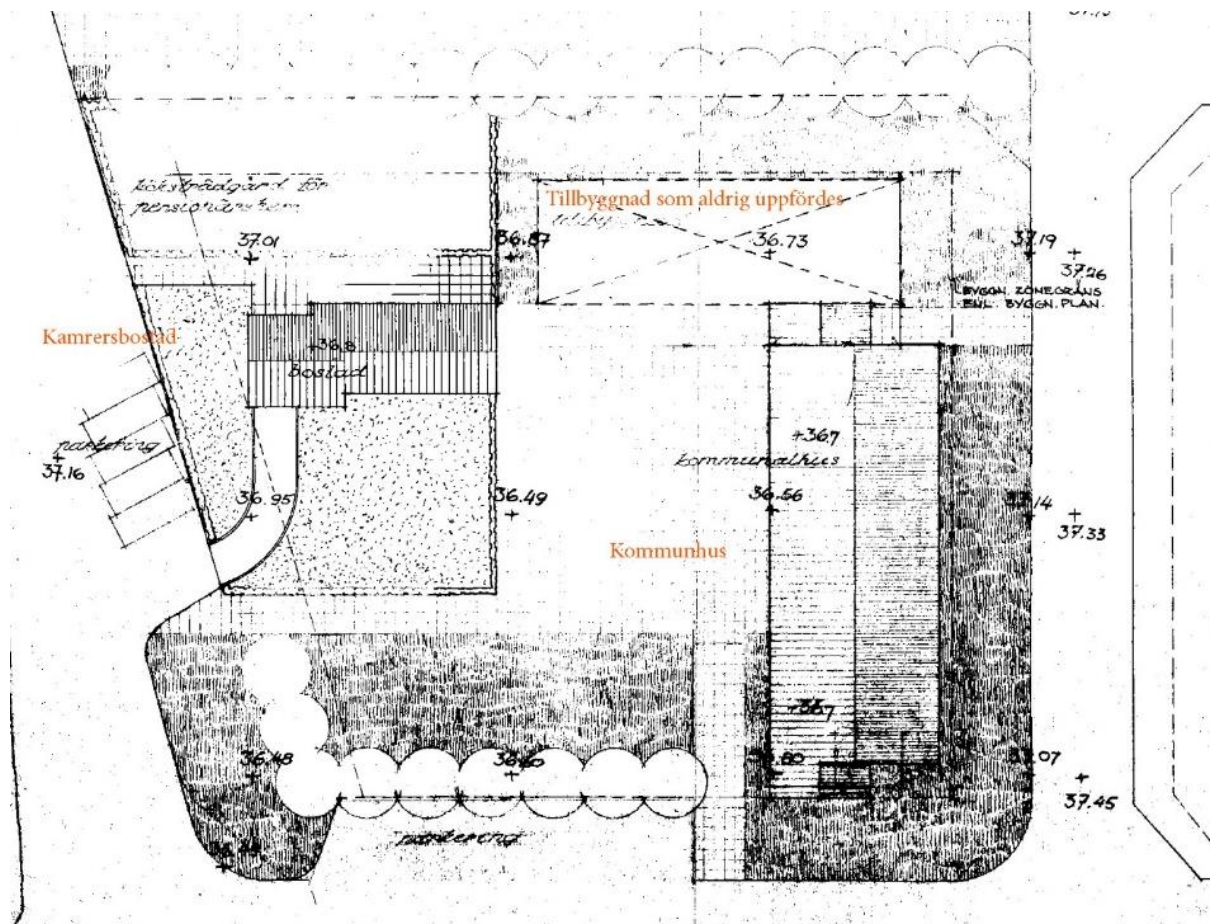 köksträdgård för
pensionärshem
Tillbyggnad som aldrig uppfördes
37.01
36.87
36.73
37.19
37.26
BYGGN. ZONEGRÄNS
ENL. BYGGN. PLAN.
Kamrersbostad
36.8
bostad
parkering
37.16
+36.7
kommunalhus
36.95
36.49
36.56
37.33
Kommunhus
36.48
37.45
parkering